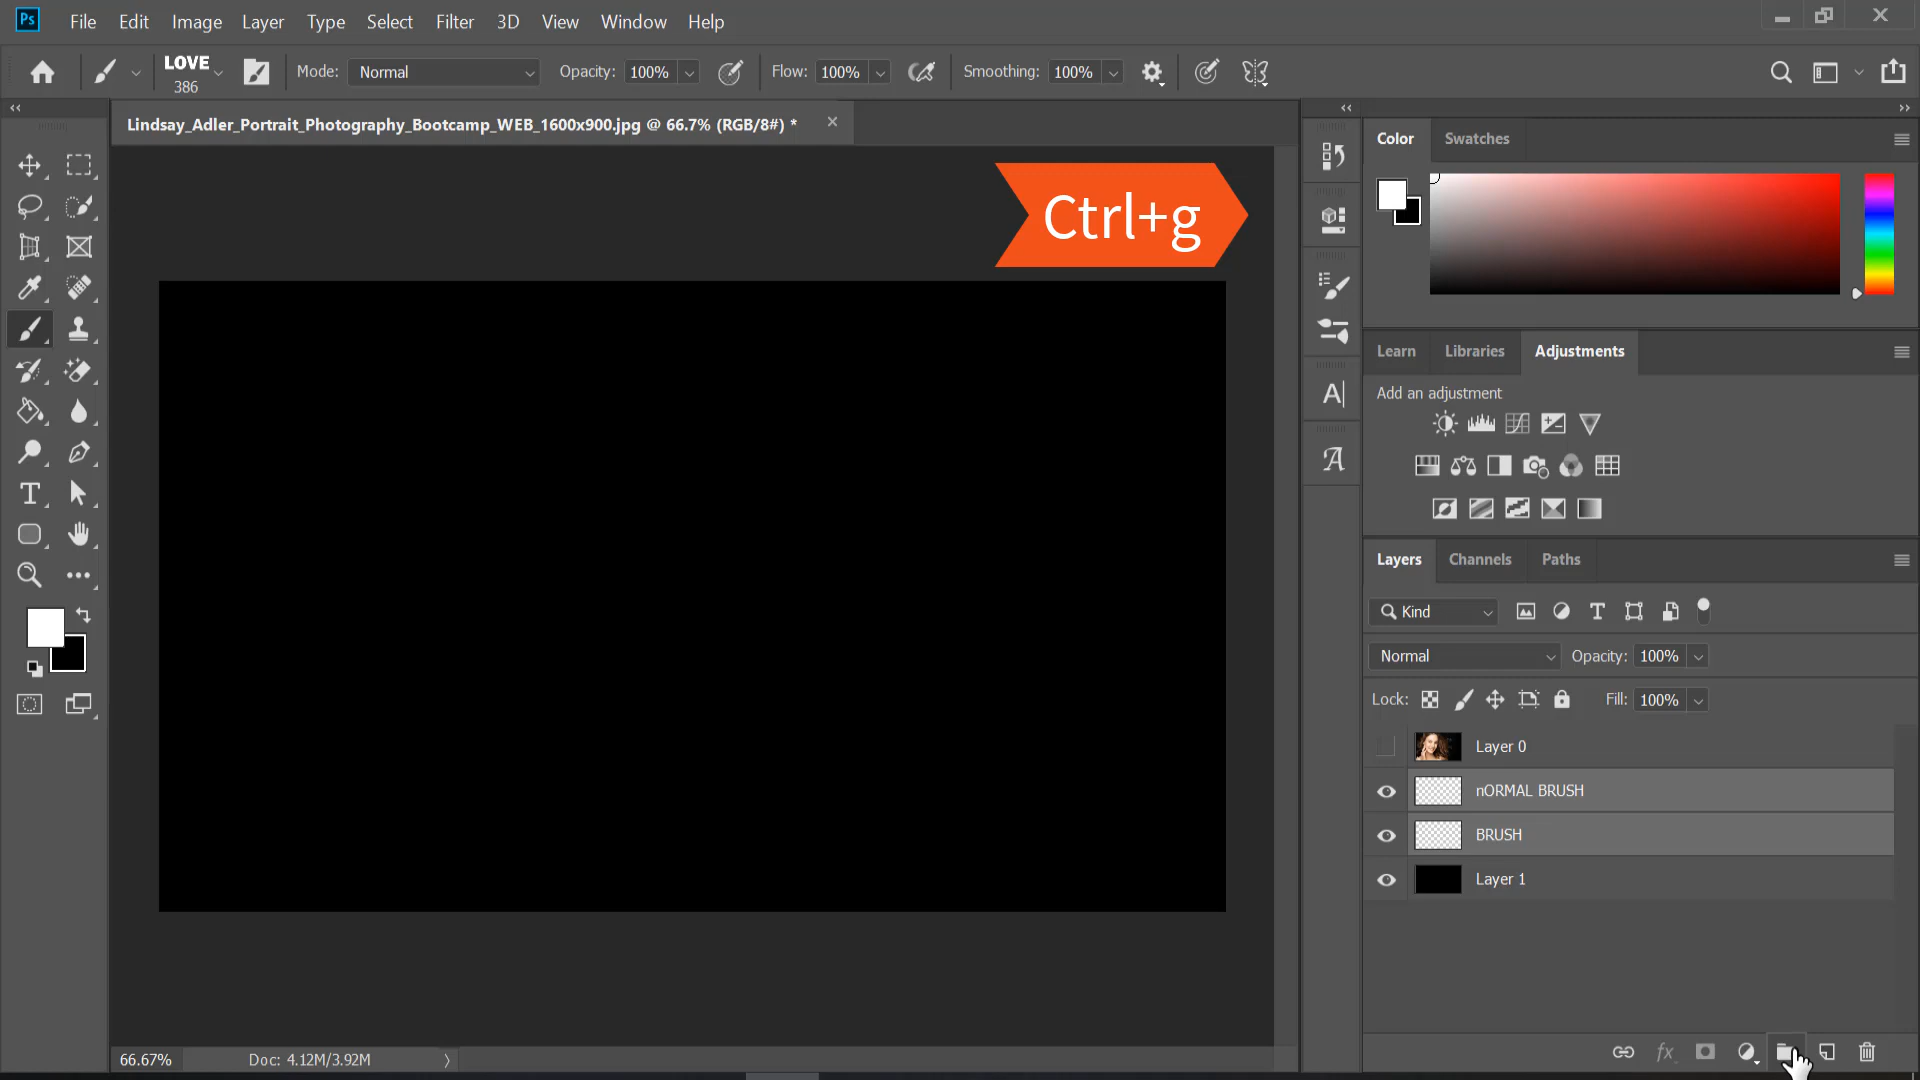 Ps File Edit Image Layer Type Select Filter 3D View Window Help
LOVE 386 Mode: Normal Opacity: 100% Flow: 100% Smoothing: 100%
Lindsay_Adler_Portrait_Photography_Bootcamp_WEB_1600x900.jpg @ 66.7% (RGB/8#) *
Color Swatches
Ctrl+g
Learn Libraries Adjustments
Add an adjustment
Layers Channels Paths
Kind
Normal Opacity: 100%
Lock: Fill: 100%
Layer 0
nORMAL BRUSH
BRUSH
Layer 1
66.67% Doc: 4.12M/3.92M